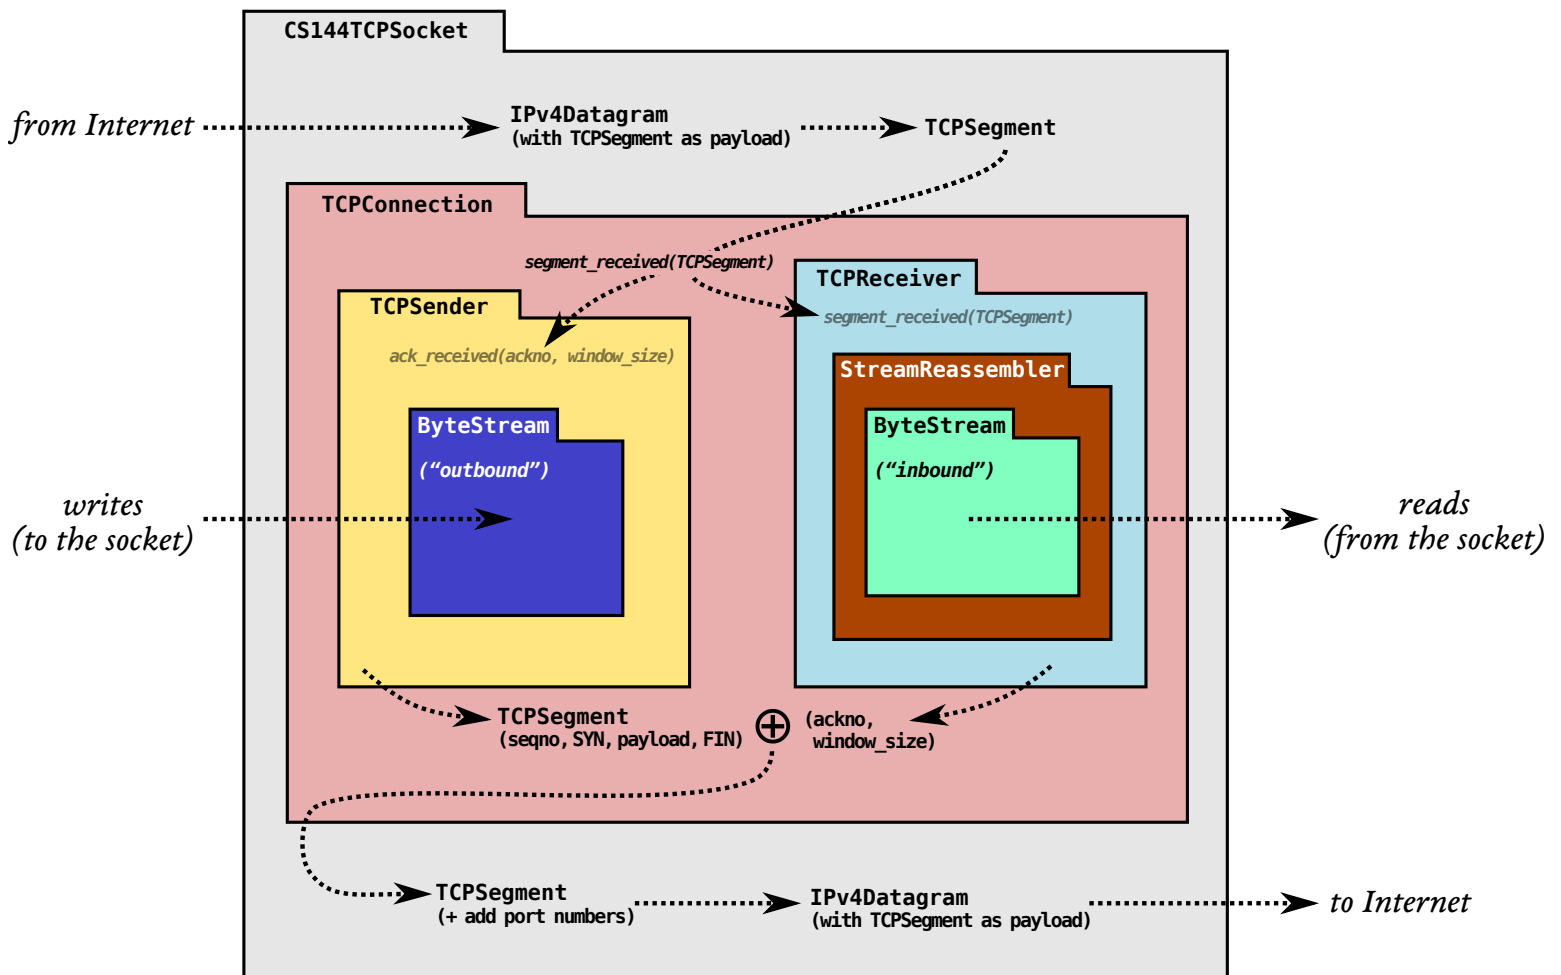 CS144TCPSocket
from Internet
IPv4Datagram
(with TCPSegment as payload)
TCPSegment
TCPConnection
segment_received(TCPSegment)
TCPSender
ack_received(ackno, window_size)
ByteStream
(“outbound”)
TCPReceiver
segment_received(TCPSegment)
StreamReassembler
ByteStream
(“inbound”)
writes
(to the socket)
reads
(from the socket)
TCPSegment
(seqno, SYN, payload, FIN)
(ackno,
window_size)
TCPSegment
(+ add port numbers)
IPv4Datagram
(with TCPSegment as payload)
to Internet